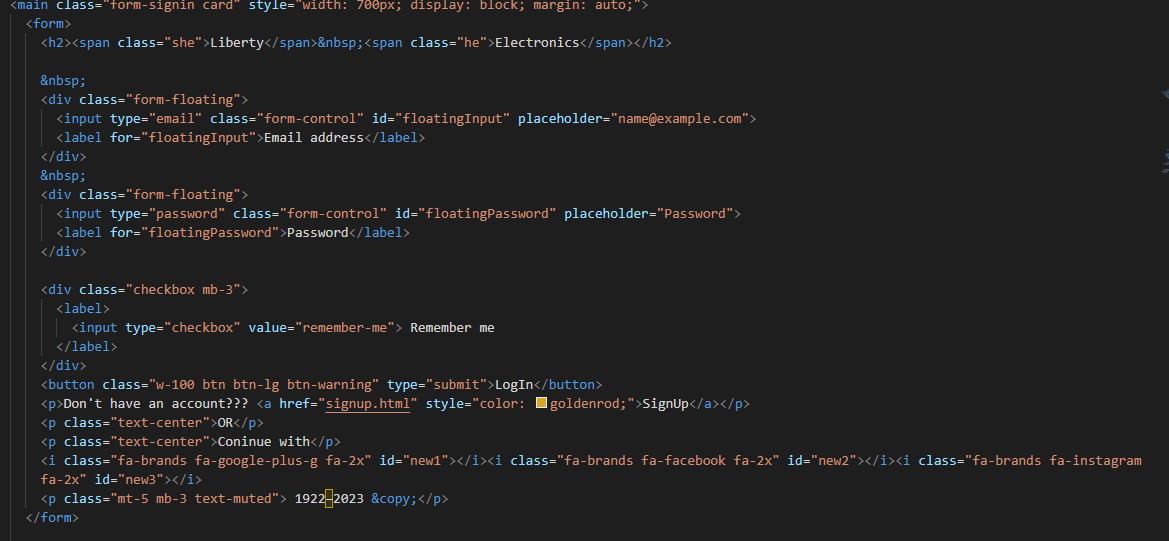 <main class="form-signin card" style="width: 700px; display: block; margin: auto;">
<form>
<h2><span class="she">Liberty</span>&nbsp;<span class="he">Electronics</span></h2>
&nbsp;
<div class="form-floating">
<input type="email" class="form-control" id="floatingInput" placeholder="name@example.com">
<label for="floatingInput">Email address</label>
</div>
&nbsp;
<div class="form-floating">
<input type="password" class="form-control" id="floatingPassword" placeholder="Password">
<label for="floatingPassword">Password</label>
</div>
<div class="checkbox mb-3">
<label>
<input type="checkbox" value="remember-me"> Remember me
</label>
</div>
<button class="w-100 btn btn-lg btn-warning" type="submit">LogIn</button>
<p>Don't have an account??? <a href="signup.html" style="color: goldenrod;">SignUp</a></p>
<p class="text-center">OR</p>
<p class="text-center">Coninue with</p>
<i class="fa-brands fa-google-plus-g fa-2x" id="new1"></i><i class="fa-brands fa-facebook fa-2x" id="new2"></i><i class="fa-brands fa-instagram
fa-2x" id="new3"></i>
<p class="mt-5 mb-3 text-muted"> 1922–2023 &copy;</p>
</form>